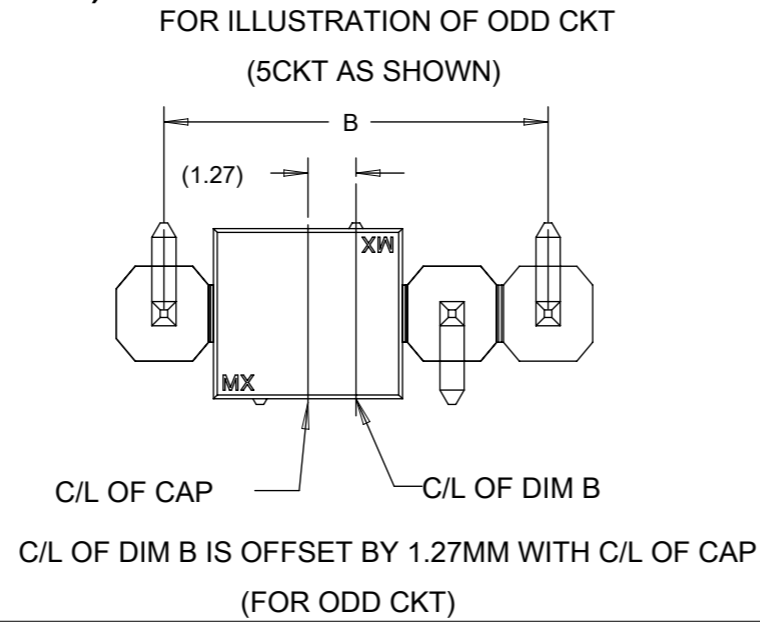 FOR ILLUSTRATION OF ODD CKT
(5CKT AS SHOWN)
B
(1.27)
MX
MX
C/L OF CAP
C/L OF DIM B
C/L OF DIM B IS OFFSET BY 1.27MM WITH C/L OF CAP
(FOR ODD CKT)